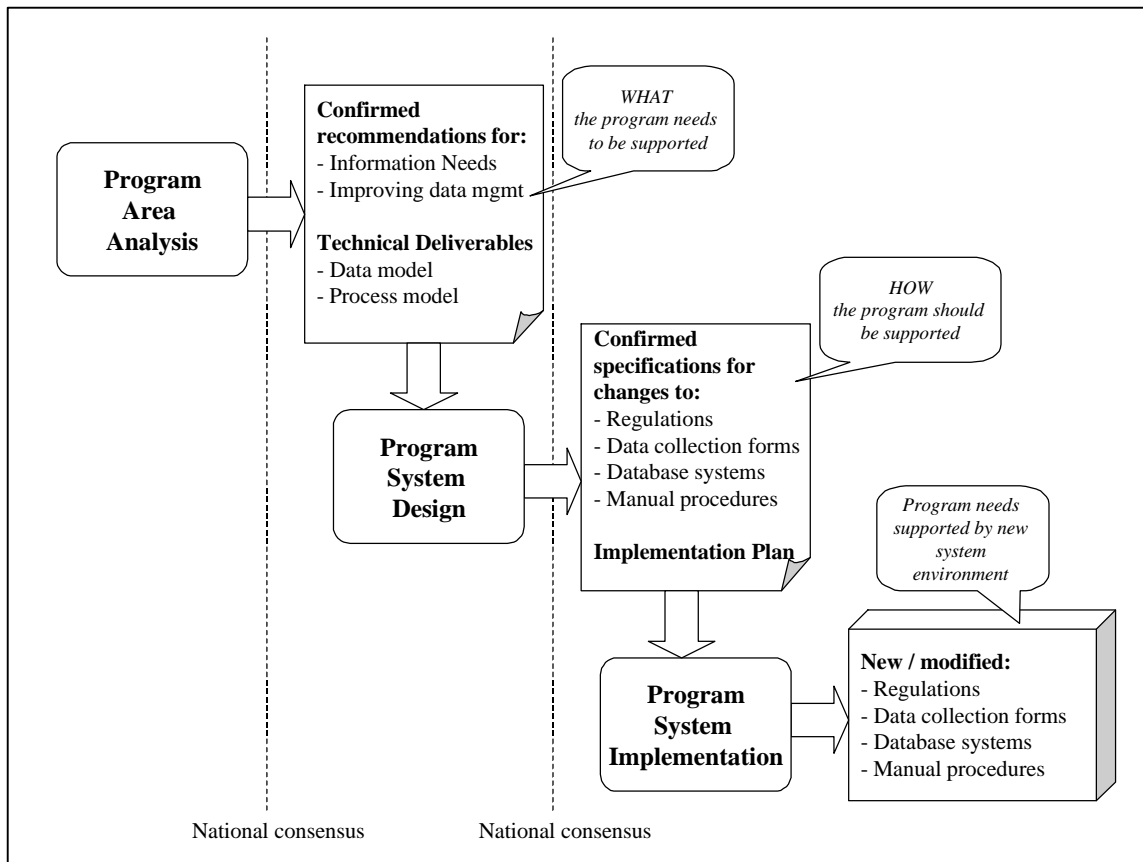 Program
Area
Analysis
Confirmed
recommendations for:
- Information Needs
- Improving data mgmt
Technical Deliverables
- Data model
- Process model
WHAT
the program needs
to be supported
Program
System
Design
Confirmed
specifications for
changes to:
- Regulations
- Data collection forms
- Database systems
- Manual procedures
Implementation Plan
HOW
the program should
be supported
Program
System
Implementation
Program needs
supported by new
system
environment
New / modified:
- Regulations
- Data collection forms
- Database systems
- Manual procedures
National consensus
National consensus